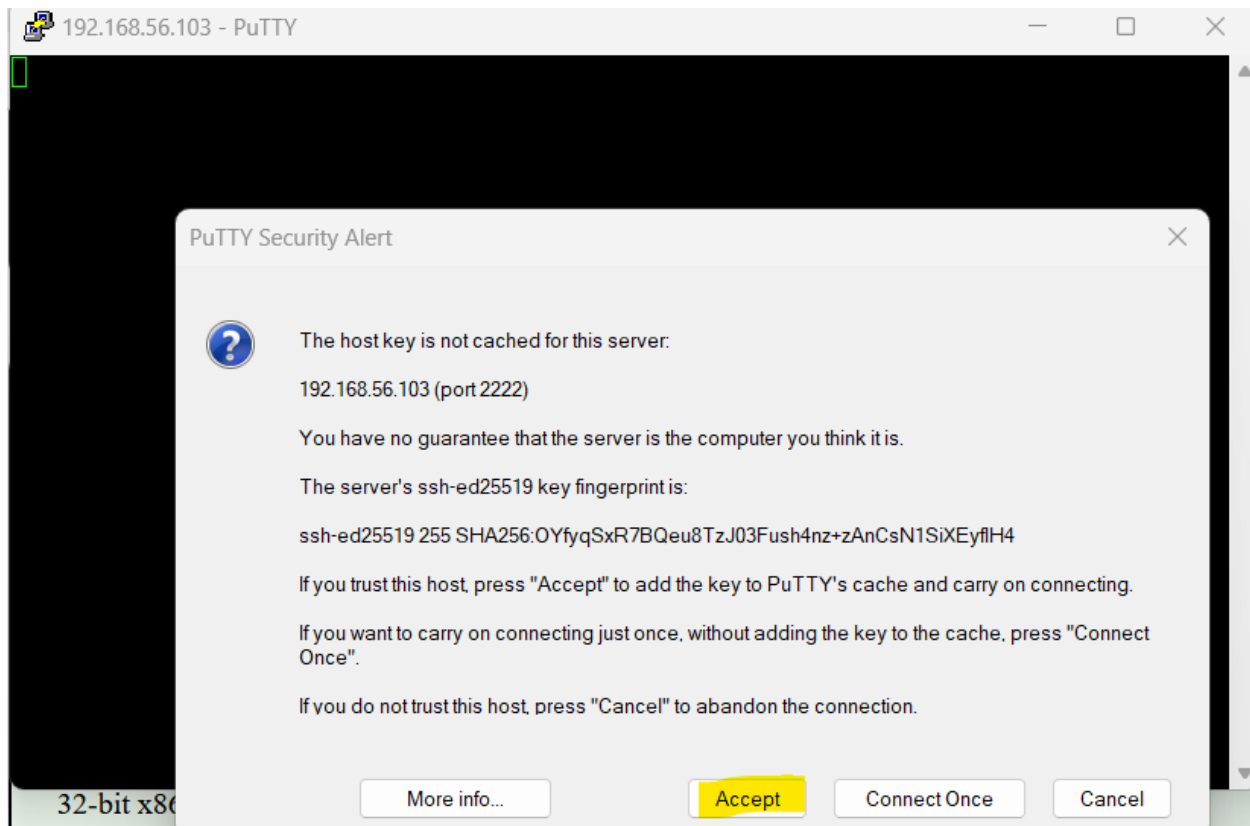 192.168.56.103 - PuTTY
PuTTY Security Alert
The host key is not cached for this server:
192.168.56.103 (port 2222)
You have no guarantee that the server is the computer you think it is.
The server's ssh-ed25519 key fingerprint is:
ssh-ed25519 255 SHA256:OYfyqSxR7BQeu8TzJ03Fush4nz+zAnCsN1SiXEyflH4
If you trust this host, press "Accept" to add the key to PuTTY's cache and carry on connecting.
If you want to carry on connecting just once, without adding the key to the cache, press "Connect
Once".
If you do not trust this host, press "Cancel" to abandon the connection.
More info...
Accept
Connect Once
Cancel
32-bit x86